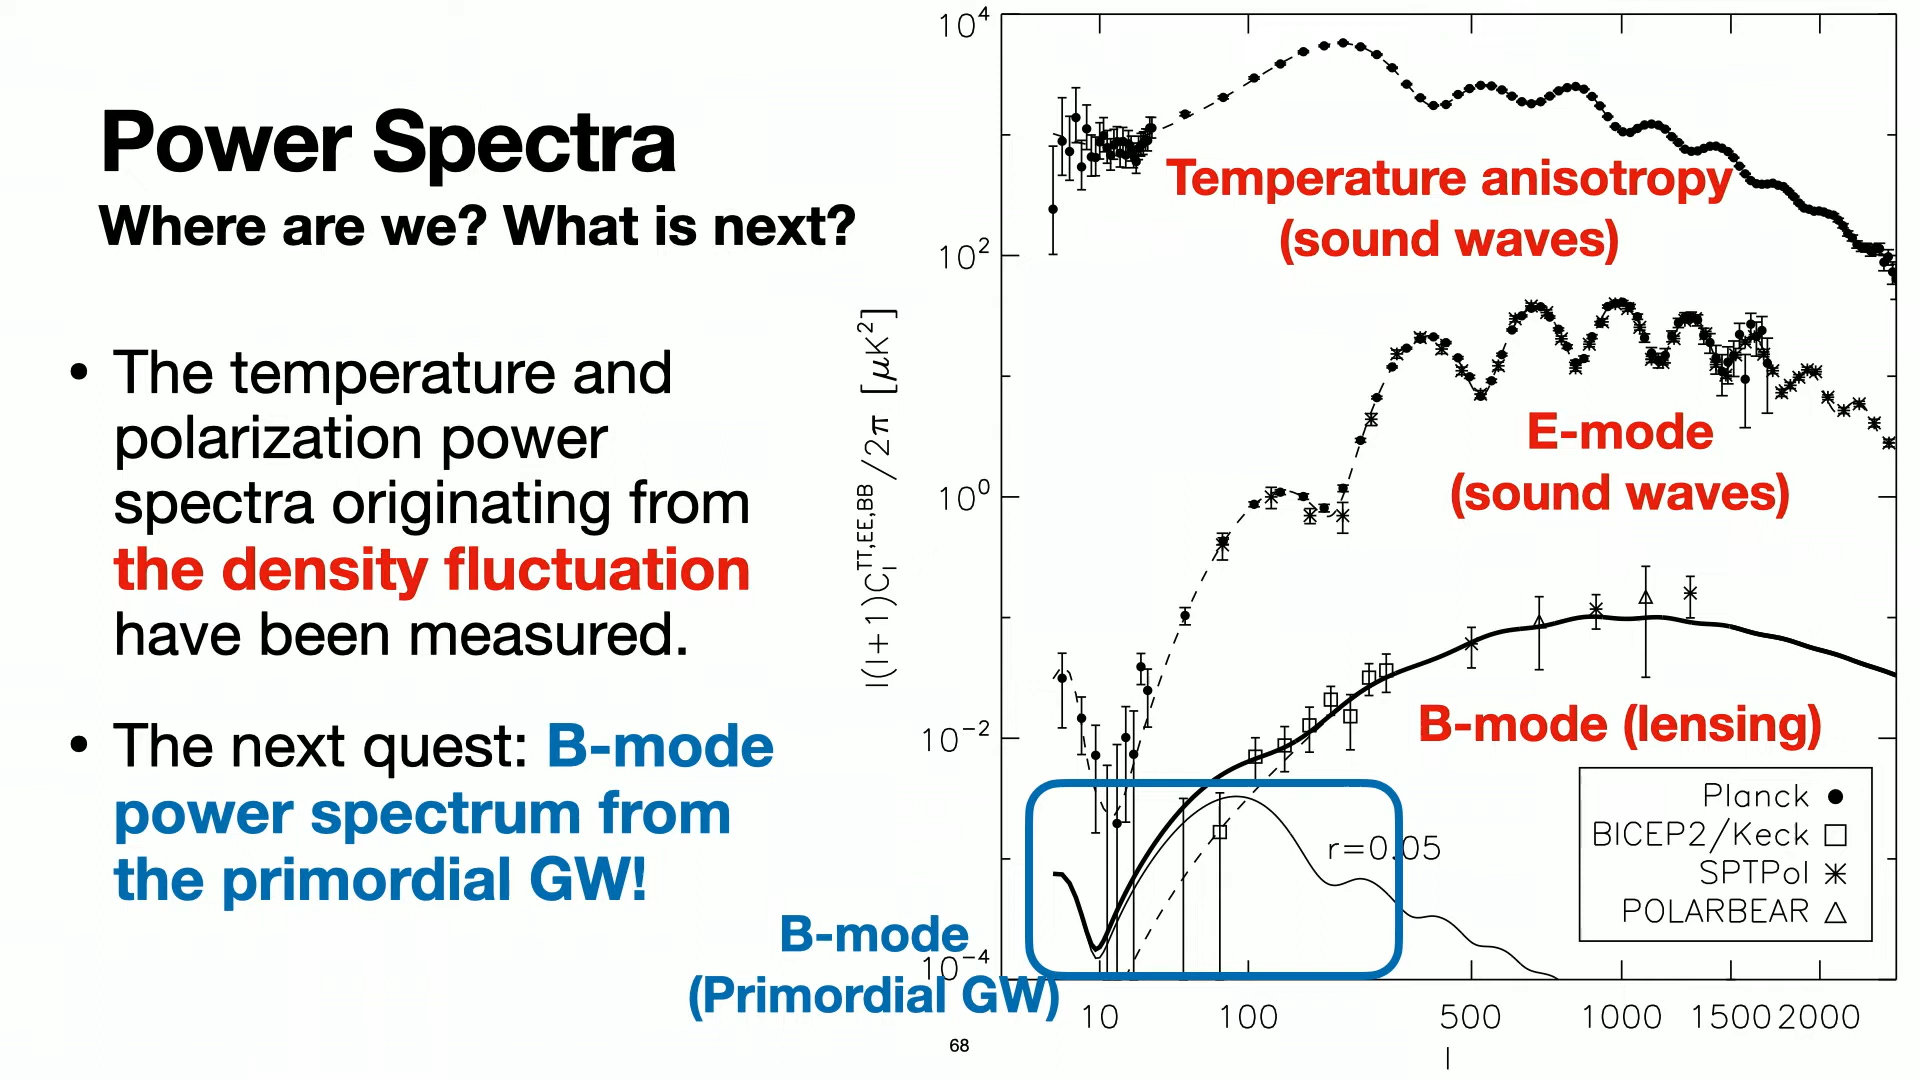 Power Spectra
Where are we? What is next?
• The temperature and
polarization power
spectra originating from
the density fluctuation
have been measured.
• The next quest: B-mode
power spectrum from
the primordial GW!
B-mode
(Primordial GW)
68
10⁴
10²
10⁰
10⁻²
10⁻⁴
l(l+1)C_l^{TT,EE,BB}/2π [μK²]
Temperature anisotropy
(sound waves)
E-mode
(sound waves)
B-mode (lensing)
r=0.05
Planck
BICEP2/Keck
SPTPol
POLARBEAR
10 100 500 1000 1500 2000
l